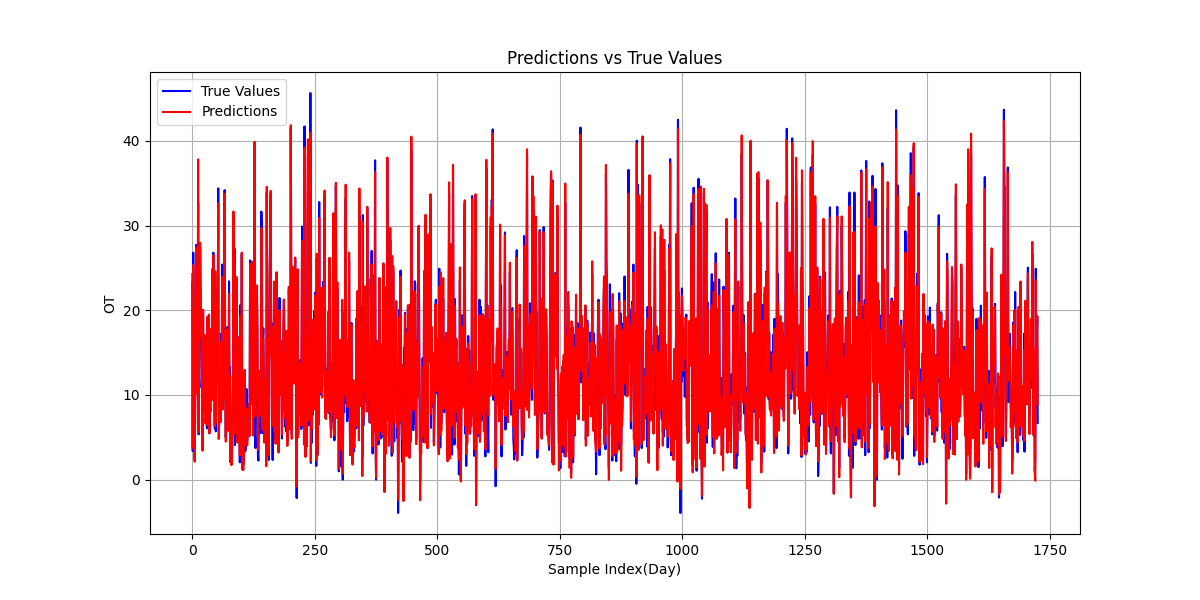 Predictions vs True Values
True Values
Predictions
OT
40
30
20
10
0
0 250 500 750 1000 1250 1500 1750
Sample Index(Day)